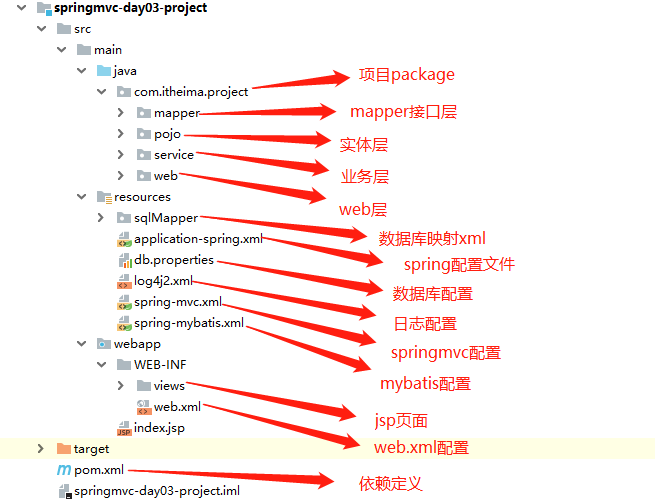 springmvc-day03-project
src
main
java
com.itheima.project
项目package
mapper
mapper接口层
pojo
实体层
service
业务层
web
web层
resources
sqlMapper
数据库映射xml
application-spring.xml
spring配置文件
db.properties
数据库配置
log4j2.xml
日志配置
spring-mvc.xml
springmvc配置
spring-mybatis.xml
mybatis配置
webapp
WEB-INF
views
jsp页面
web.xml
web.xml配置
index.jsp
target
pom.xml
依赖定义
springmvc-day03-project.iml